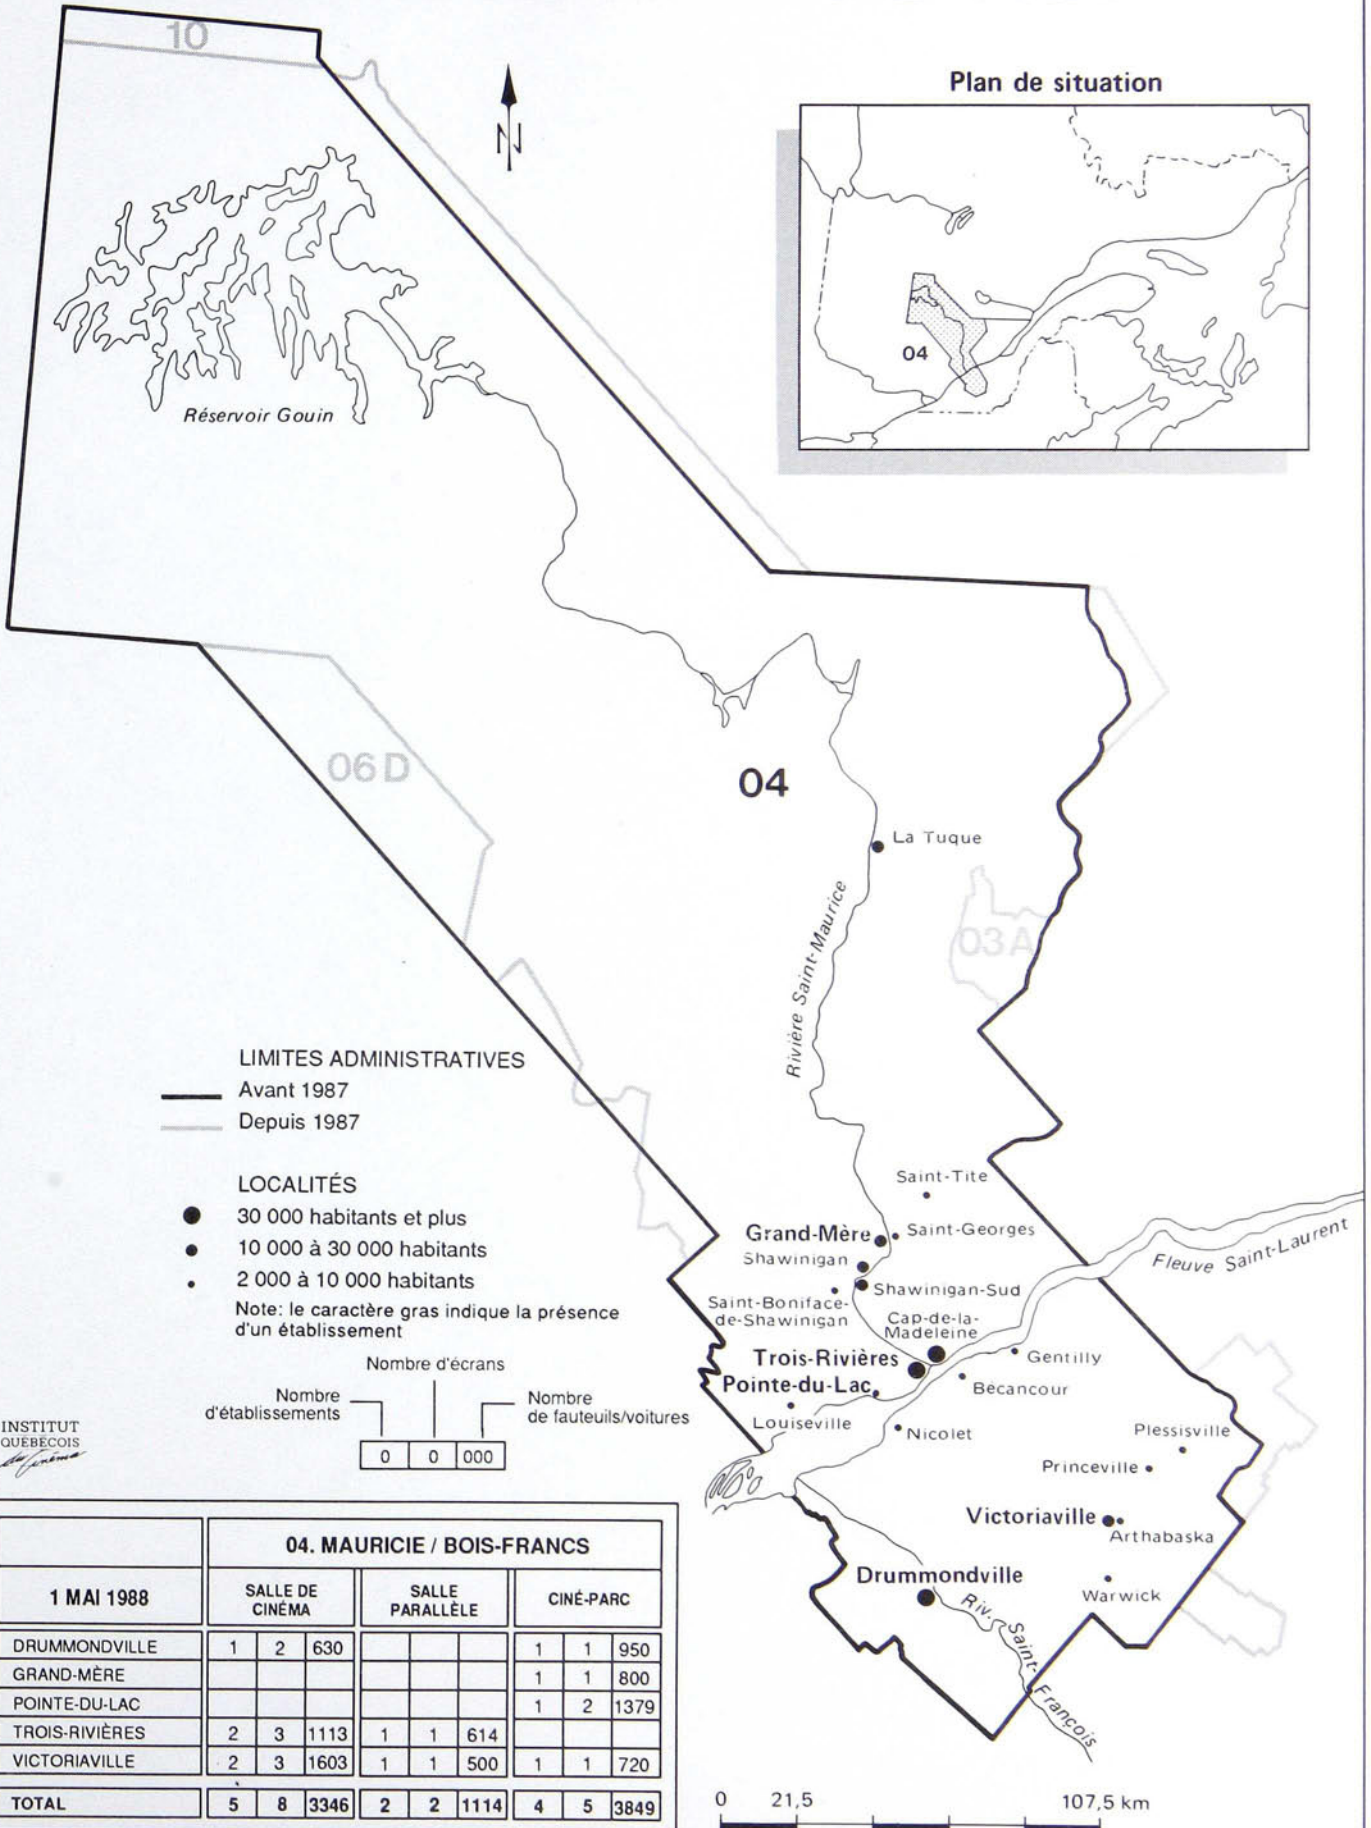 10
N
Plan de situation
04
Réservoir Gouin
06 D
04
La Tuque
Rivière Saint-Maurice
03 A
LIMITES ADMINISTRATIVES
Avant 1987
Depuis 1987
LOCALITÉS
30 000 habitants et plus
10 000 à 30 000 habitants
2 000 à 10 000 habitants
Note: le caractère gras indique la présence
d'un établissement
Nombre d'écrans
Nombre
d'établissements
Nombre
de fauteuils/voitures
0 0 000
INSTITUT
QUÉBÉCOIS
du Cinéma
Saint-Tite
Grand-Mère
Saint-Georges
Shawinigan
Shawinigan-Sud
Saint-Boniface-
de-Shawinigan
Cap-de-la-
Madeleine
Fleuve Saint-Laurent
Trois-Rivières
Gentilly
Pointe-du-Lac
Bécancour
Louiseville
Nicolet
Plessisville
Princeville
Victoriaville
Arthabaska
Drummondville
Warwick
Riv. Saint-François
04. MAURICIE / BOIS-FRANCS
1 MAI 1988
SALLE DE
CINÉMA
SALLE
PARALLÈLE
CINÉ-PARC
DRUMMONDVILLE 1 2 630 1 1 950
GRAND-MÈRE 1 1 800
POINTE-DU-LAC 1 2 1379
TROIS-RIVIÈRES 2 3 1113 1 1 614
VICTORIAVILLE 2 3 1603 1 1 500 1 1 720
TOTAL 5 8 3346 2 2 1114 4 5 3849
0 21,5 107,5 km